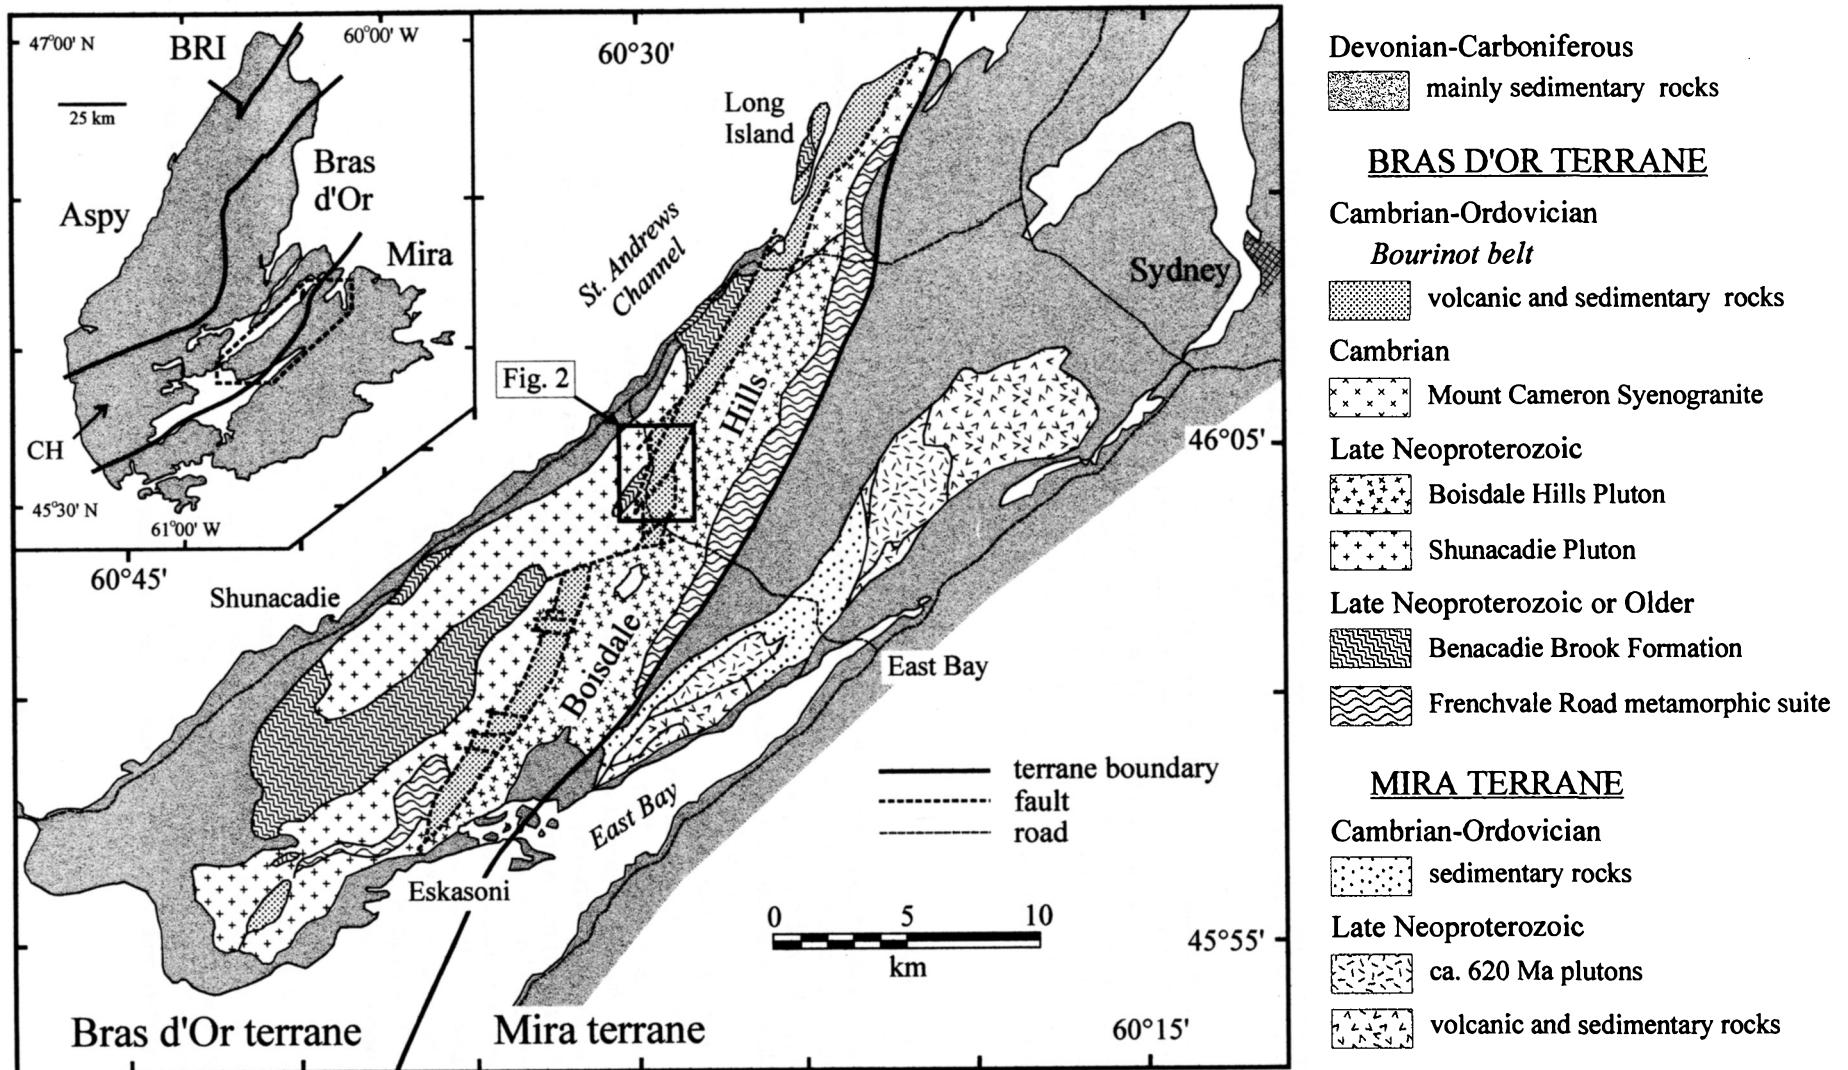 47°00' N
60°00' W
BRI
25 km
Bras
d'Or
Aspy
Mira
CH
45°30' N
61°00' W
60°30'
Long
Island
St. Andrews
Channel
Sydney
Fig. 2
Hills
46°05'
60°45'
Shunacadie
Boisdale
East Bay
terrane boundary
fault
road
East Bay
Eskasoni
0 5 10
km
45°55'
Bras d'Or terrane
Mira terrane
60°15'
Devonian-Carboniferous
mainly sedimentary rocks
BRAS D'OR TERRANE
Cambrian-Ordovician
Bourinot belt
volcanic and sedimentary rocks
Cambrian
Mount Cameron Syenogranite
Late Neoproterozoic
Boisdale Hills Pluton
Shunacadie Pluton
Late Neoproterozoic or Older
Benacadie Brook Formation
Frenchvale Road metamorphic suite
MIRA TERRANE
Cambrian-Ordovician
sedimentary rocks
Late Neoproterozoic
ca. 620 Ma plutons
volcanic and sedimentary rocks